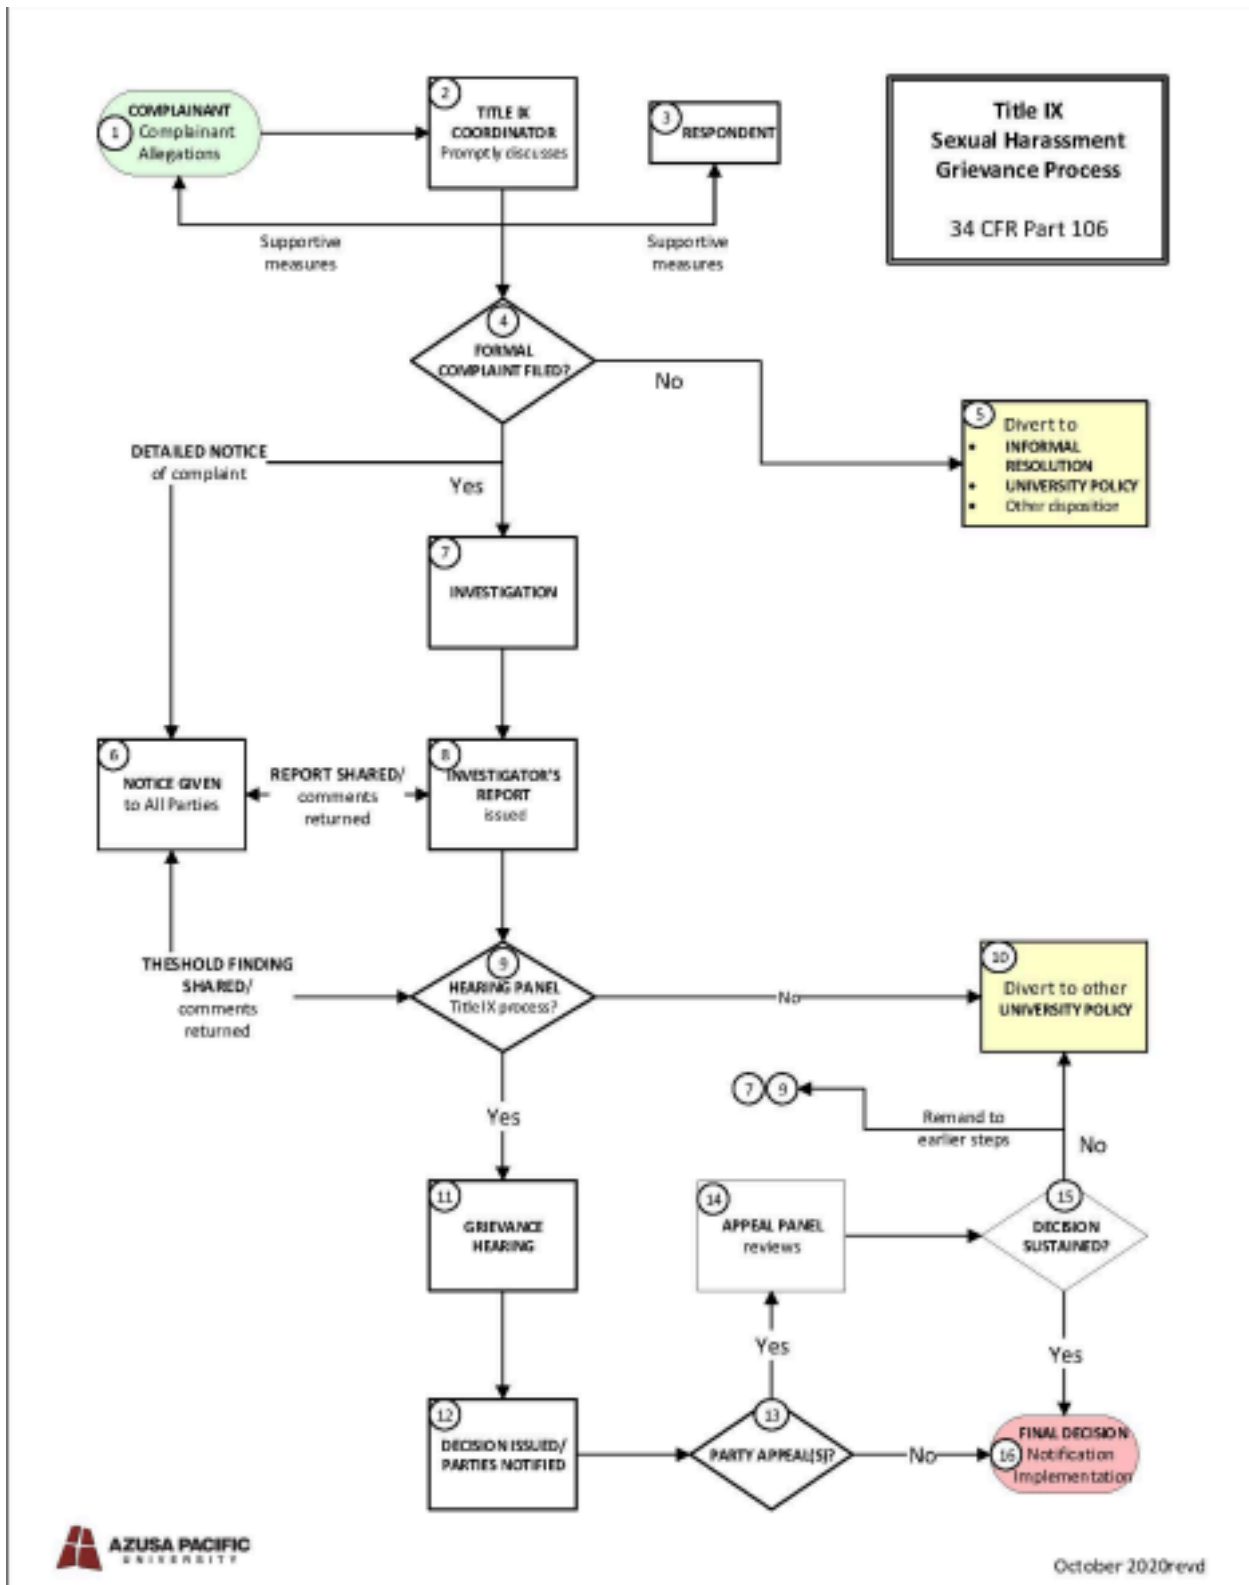 COMPLAINANT
1 Complainant
Allegations
2
TITLE IX
COORDINATOR
Promptly discusses
3
RESPONDENT
Title IX
Sexual Harassment
Grievance Process
34 CFR Part 106
Supportive
measures
Supportive
measures
4
FORMAL
COMPLAINT FILED?
No
5
Divert to
• INFORMAL
RESOLUTION
• UNIVERSITY POLICY
• Other disposition
DETAILED NOTICE
of complaint
Yes
7
INVESTIGATION
6
NOTICE GIVEN
to All Parties
REPORT SHARED/
comments
returned
8
INVESTIGATOR'S
REPORT
issued
THESHOLD FINDING
SHARED/
comments
returned
9
HEARING PANEL
Title IX process?
No
10
Divert to other
UNIVERSITY POLICY
7 9
Remand to
earlier steps
No
Yes
11
GRIEVANCE
HEARING
14
APPEAL PANEL
reviews
15
DECISION
SUSTAINED?
Yes
Yes
12
DECISION ISSUED/
PARTIES NOTIFIED
13
PARTY APPEAL(S)?
No
FINAL DECISION
16 Notification
Implementation
AZUSA PACIFIC
UNIVERSITY
October 2020revd